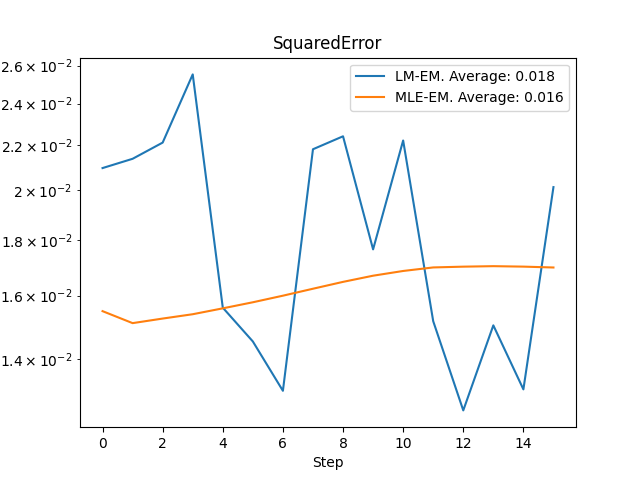 SquaredError
LM-EM. Average: 0.018
MLE-EM. Average: 0.016
2.6 × 10⁻²
2.4 × 10⁻²
2.2 × 10⁻²
2 × 10⁻²
1.8 × 10⁻²
1.6 × 10⁻²
1.4 × 10⁻²
0 2 4 6 8 10 12 14
Step